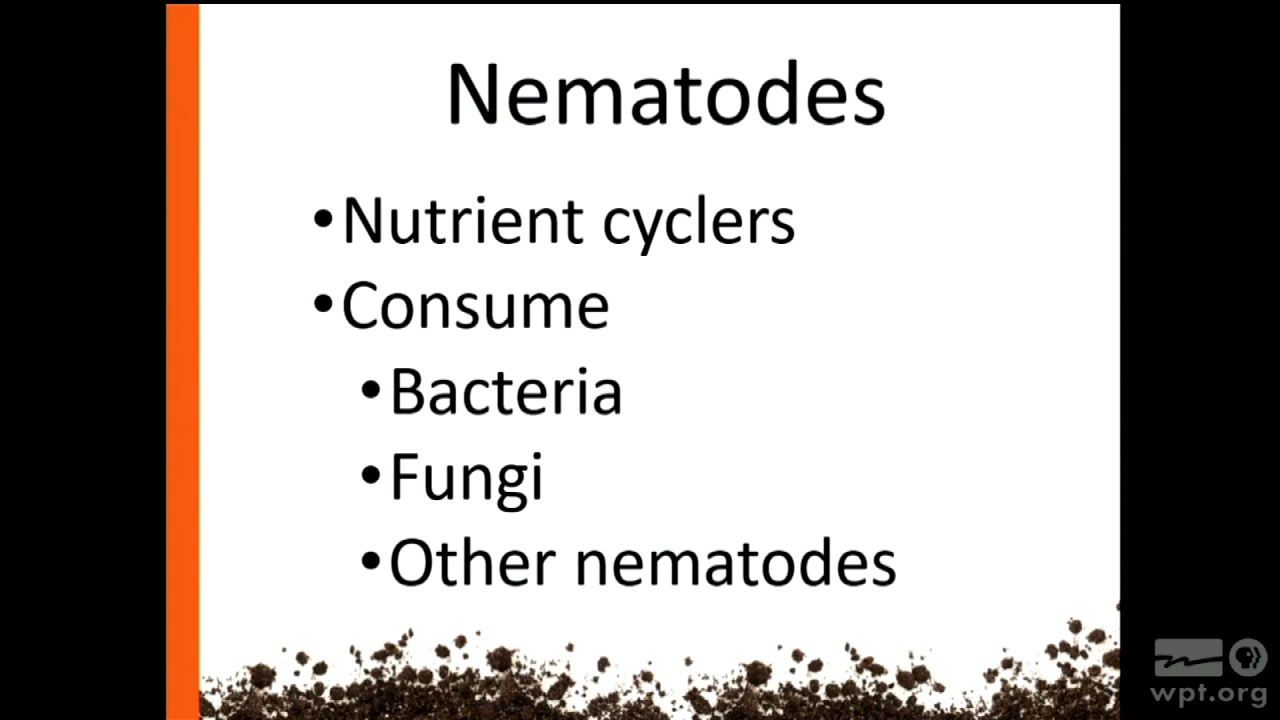 Nematodes
•Nutrient cyclers
•Consume
•Bacteria
•Fungi
•Other nematodes
wpt.org